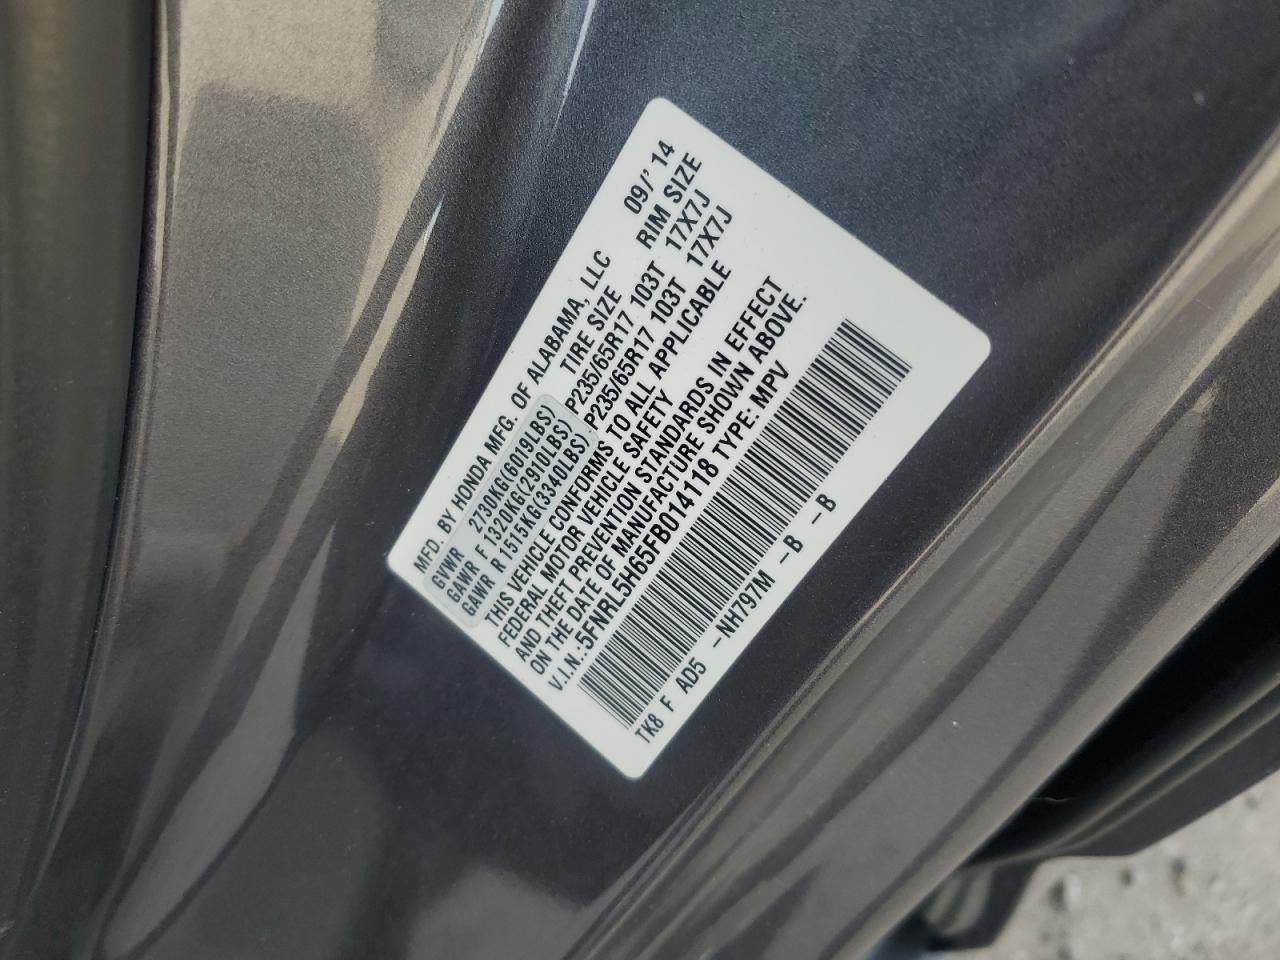 MFD. BY HONDA MFG. OF ALABAMA, LLC 09/'14
TIRE SIZE RIM SIZE
GVWR 2730KG(6019LBS)
GAWR F 1320KG(2910LBS) P235/65R17 103T 17X7J
GAWR R 1515KG(3340LBS) P235/65R17 103T 17X7J
THIS VEHICLE CONFORMS TO ALL APPLICABLE
FEDERAL MOTOR VEHICLE SAFETY
AND THEFT PREVENTION STANDARDS IN EFFECT
ON THE DATE OF MANUFACTURE SHOWN ABOVE.
V.I.N.:5FNRL5H65FB014118 TYPE: MPV
TK8 F AD5 -NH797M -B -B